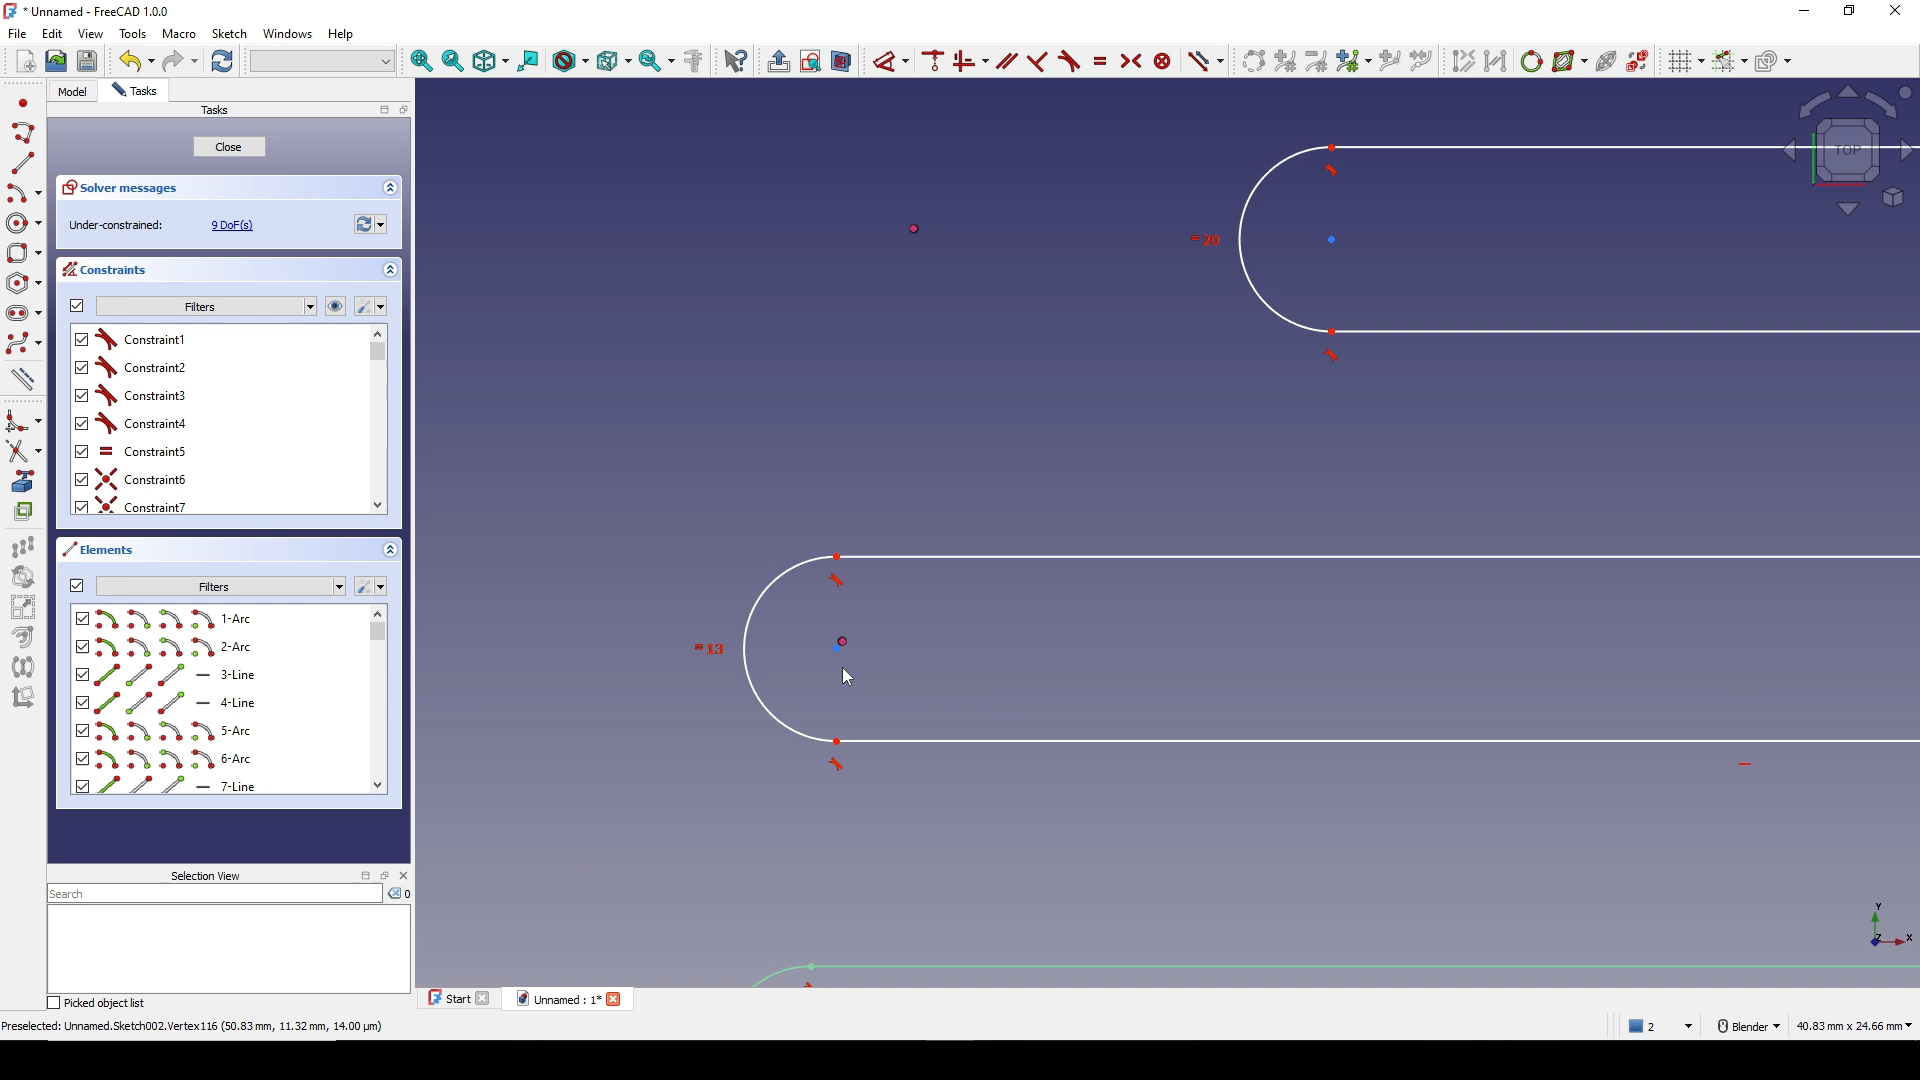 * Unnamed - FreeCAD 1.0.0
File Edit View Tools Macro Sketch Windows Help
Model Tasks
Tasks
Close
Solver messages
Under-constrained: 9 DoF(s)
Constraints
Filters
Constraint1
Constraint2
Constraint3
Constraint4
Constraint5
Constraint6
Constraint7
Elements
Filters
1-Arc
2-Arc
3-Line
4-Line
5-Arc
6-Arc
7-Line
Selection View
Search
0
Picked object list
TOP
= 20
= 13
Y
Z X
Start Unnamed : 1*
Preselected: Unnamed.Sketch002.Vertex116 (50.83 mm, 11.32 mm, 14.00 µm)
2 Blender 40.83 mm x 24.66 mm